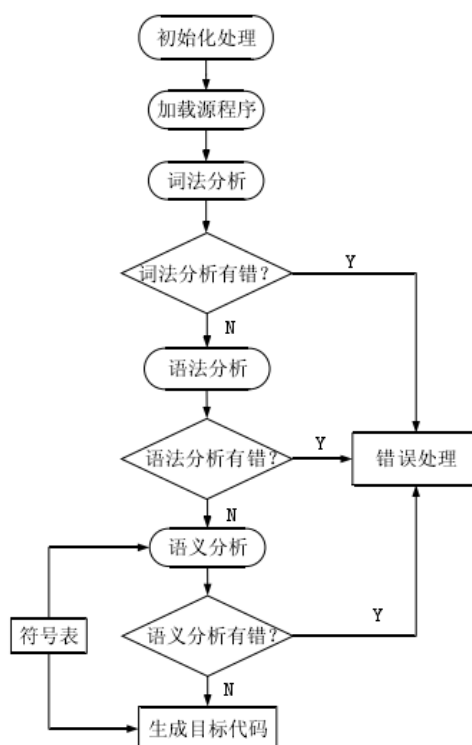 初始化处理
加载源程序
词法分析
词法分析有错？
Y
N
语法分析
语法分析有错？
Y
错误处理
N
语义分析
符号表
语义分析有错？
Y
N
生成目标代码